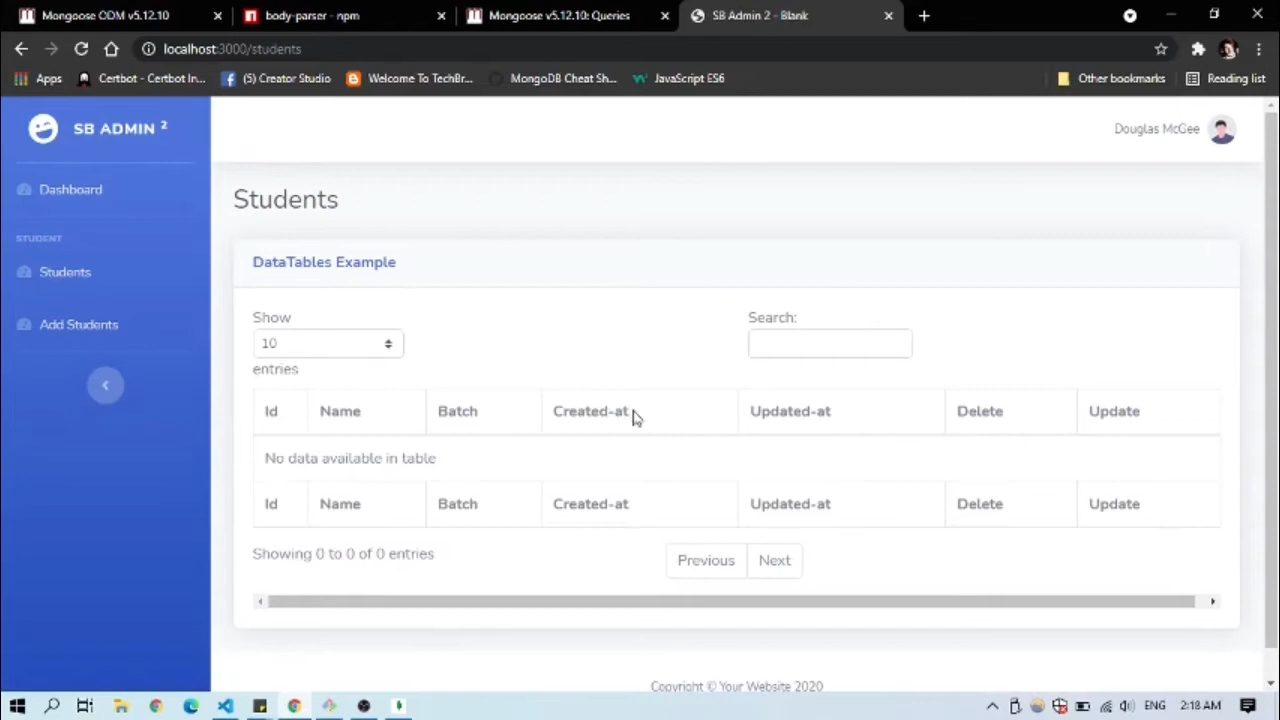 Mongoose ODM v5.12.10
body-parser - npm
Mongoose v5.12.10: Queries
SB Admin 2 - Blank
localhost:3000/students
Apps
Certbot - Certbot In...
(5) Creator Studio
Welcome To TechBr...
MongoDB Cheat Sh...
JavaScript ES6
Other bookmarks
Reading list
SB ADMIN 2
Douglas McGee
Dashboard
STUDENT
Students
Add Students
Students
DataTables Example
Show
10
entries
Search:
Id Name Batch Created-at Updated-at Delete Update
No data available in table
Id Name Batch Created-at Updated-at Delete Update
Showing 0 to 0 of 0 entries
Previous Next
Copyright © Your Website 2020
ENG 2:18 AM